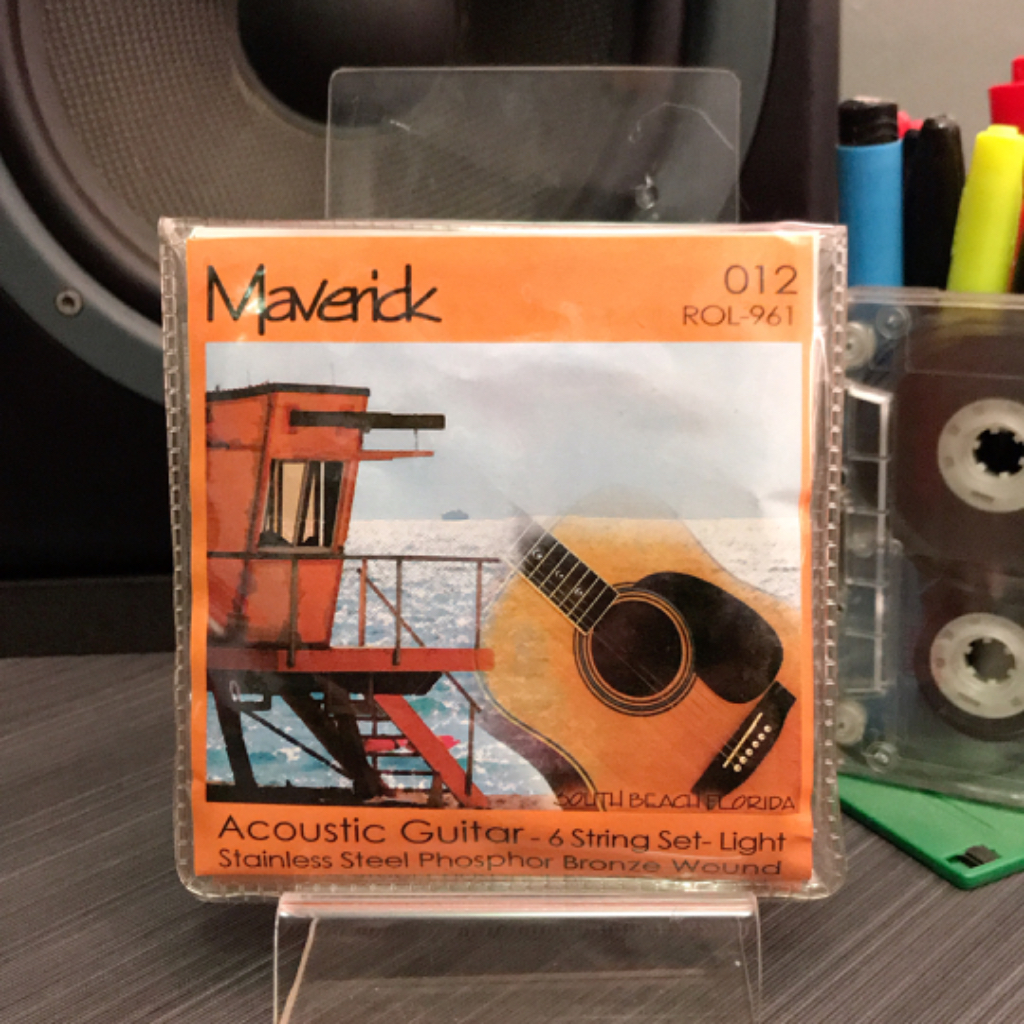 Maverick
012
ROL-961
SOUTH BEACH FLORIDA
Acoustic Guitar - 6 String Set- Light
Stainless Steel Phosphor Bronze Wound